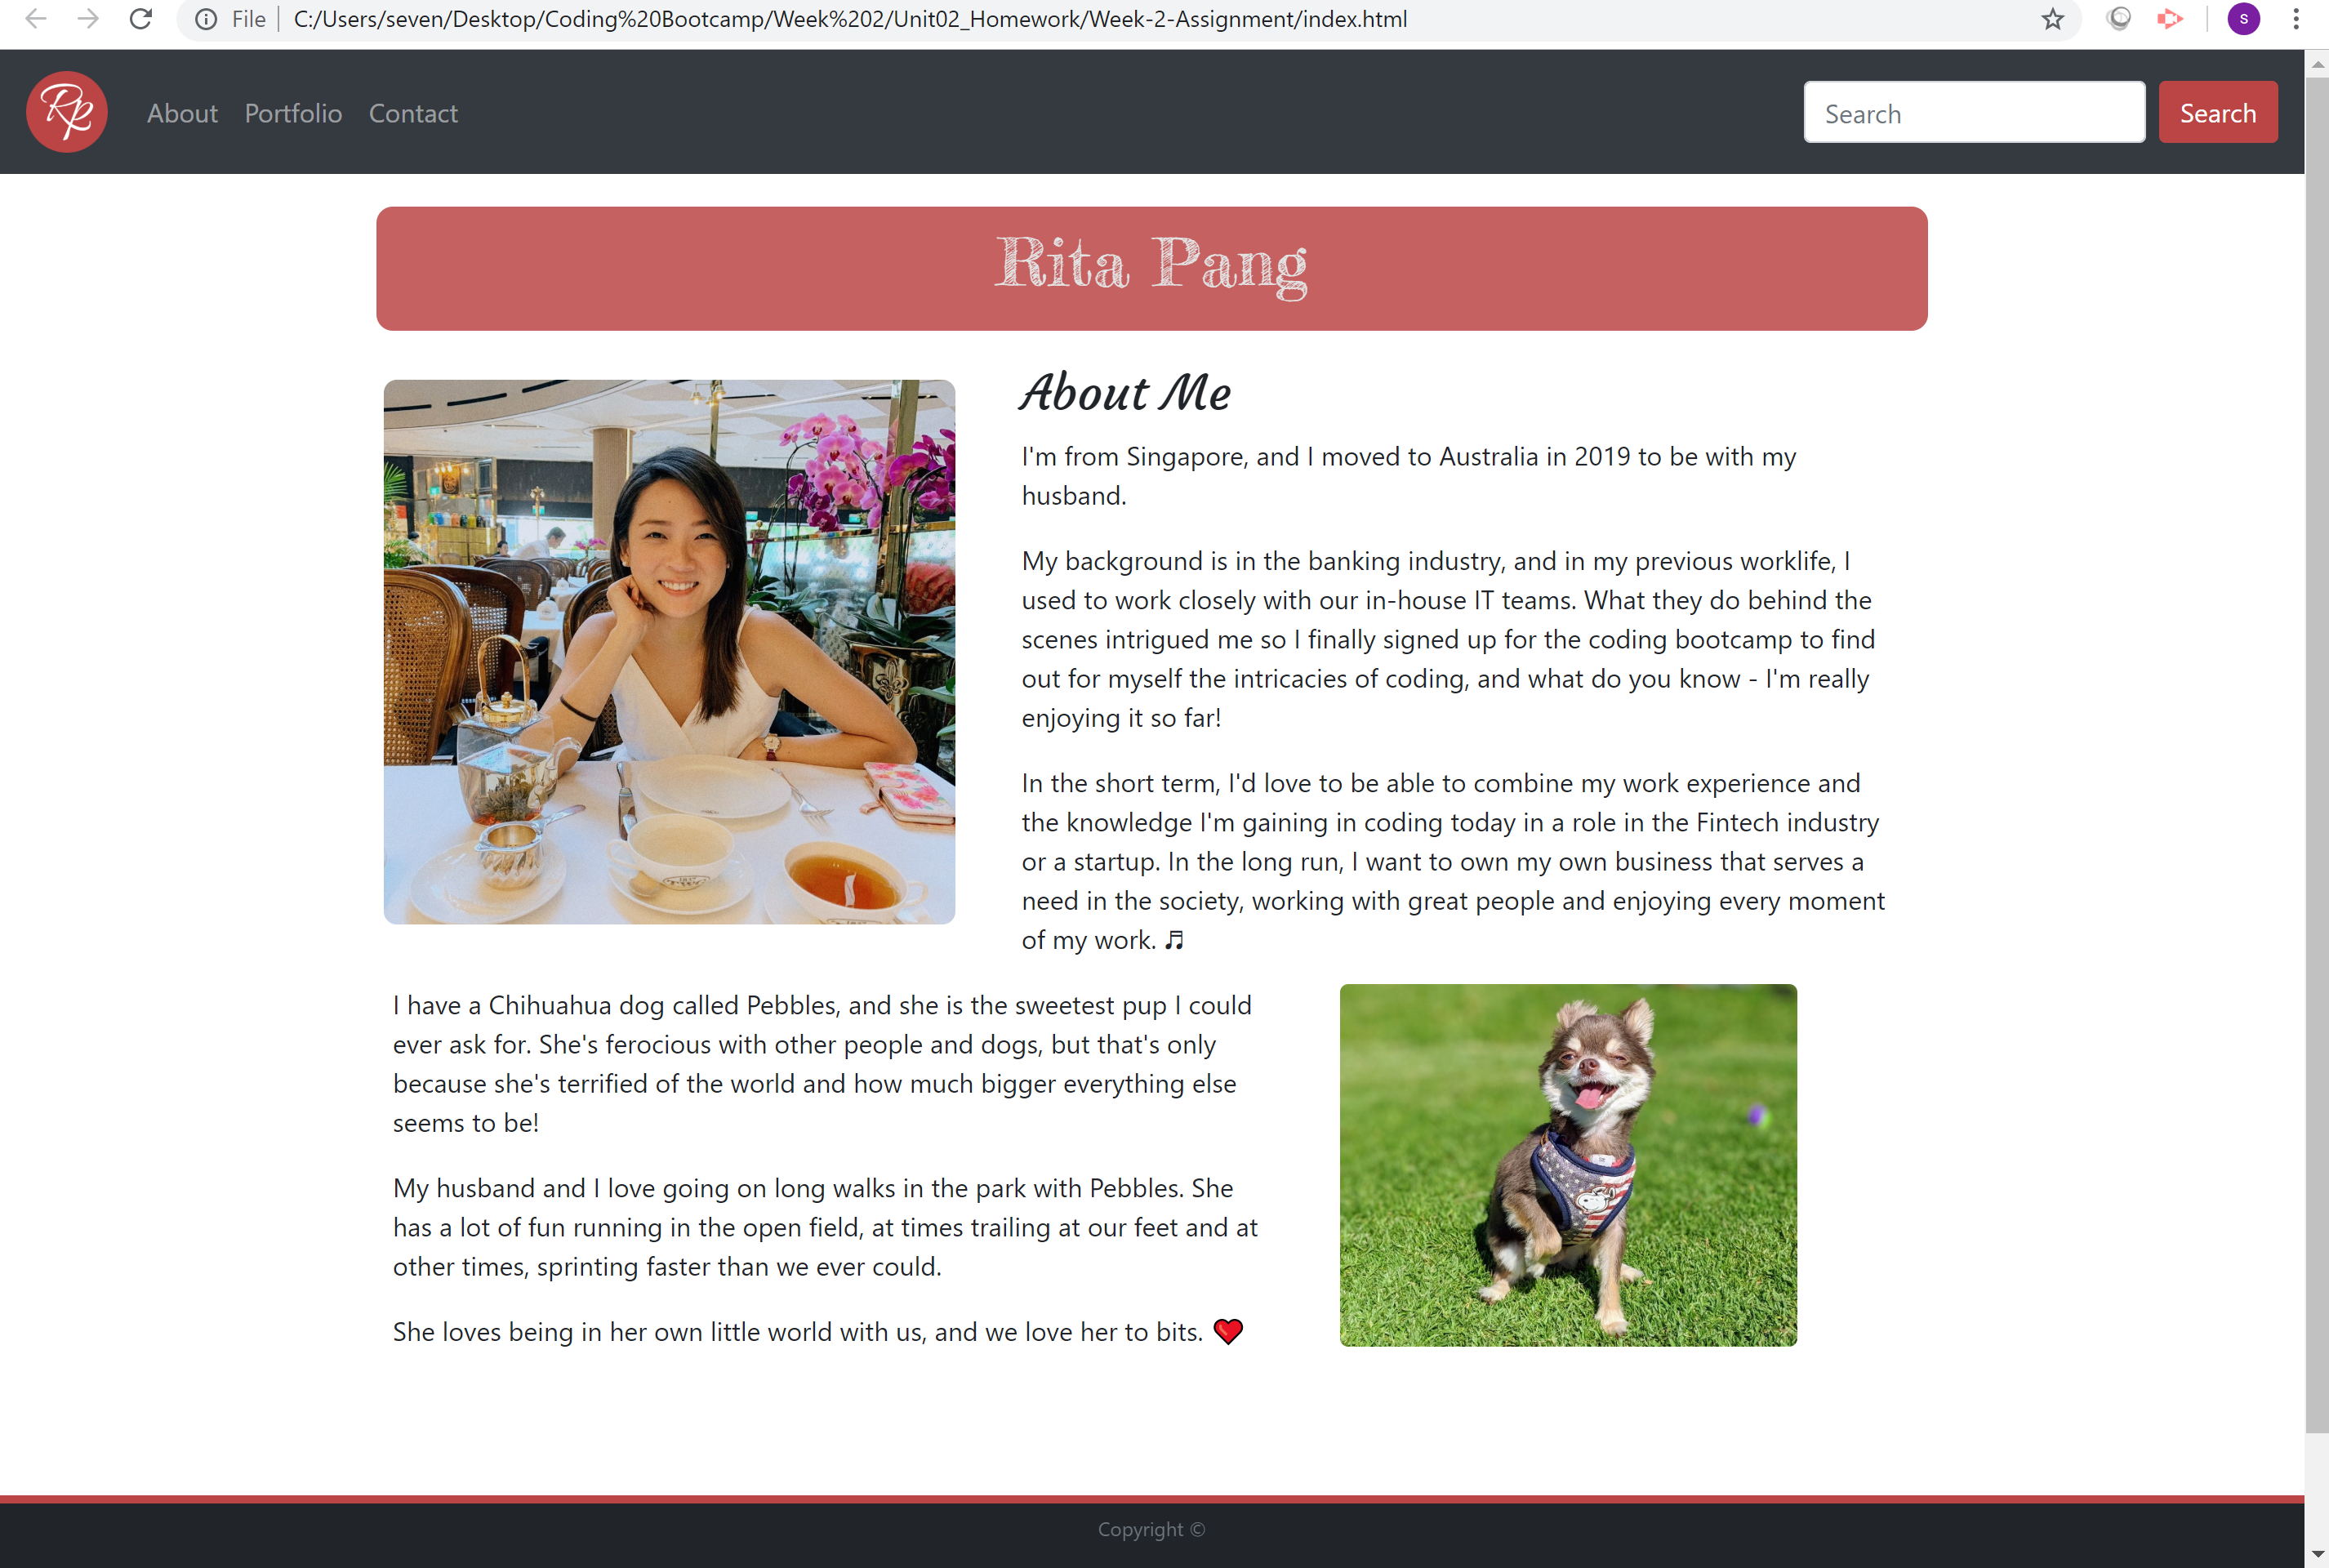 File | C:/Users/seven/Desktop/Coding%20Bootcamp/Week%202/Unit02_Homework/Week-2-Assignment/index.html
S
Rp About Portfolio Contact Search Search
Rita Pang
About Me
I'm from Singapore, and I moved to Australia in 2019 to be with my
husband.
My background is in the banking industry, and in my previous worklife, I
used to work closely with our in-house IT teams. What they do behind the
scenes intrigued me so I finally signed up for the coding bootcamp to find
out for myself the intricacies of coding, and what do you know - I'm really
enjoying it so far!
In the short term, I'd love to be able to combine my work experience and
the knowledge I'm gaining in coding today in a role in the Fintech industry
or a startup. In the long run, I want to own my own business that serves a
need in the society, working with great people and enjoying every moment
of my work. ♬
I have a Chihuahua dog called Pebbles, and she is the sweetest pup I could
ever ask for. She's ferocious with other people and dogs, but that's only
because she's terrified of the world and how much bigger everything else
seems to be!
My husband and I love going on long walks in the park with Pebbles. She
has a lot of fun running in the open field, at times trailing at our feet and at
other times, sprinting faster than we ever could.
She loves being in her own little world with us, and we love her to bits. ❤
Copyright ©